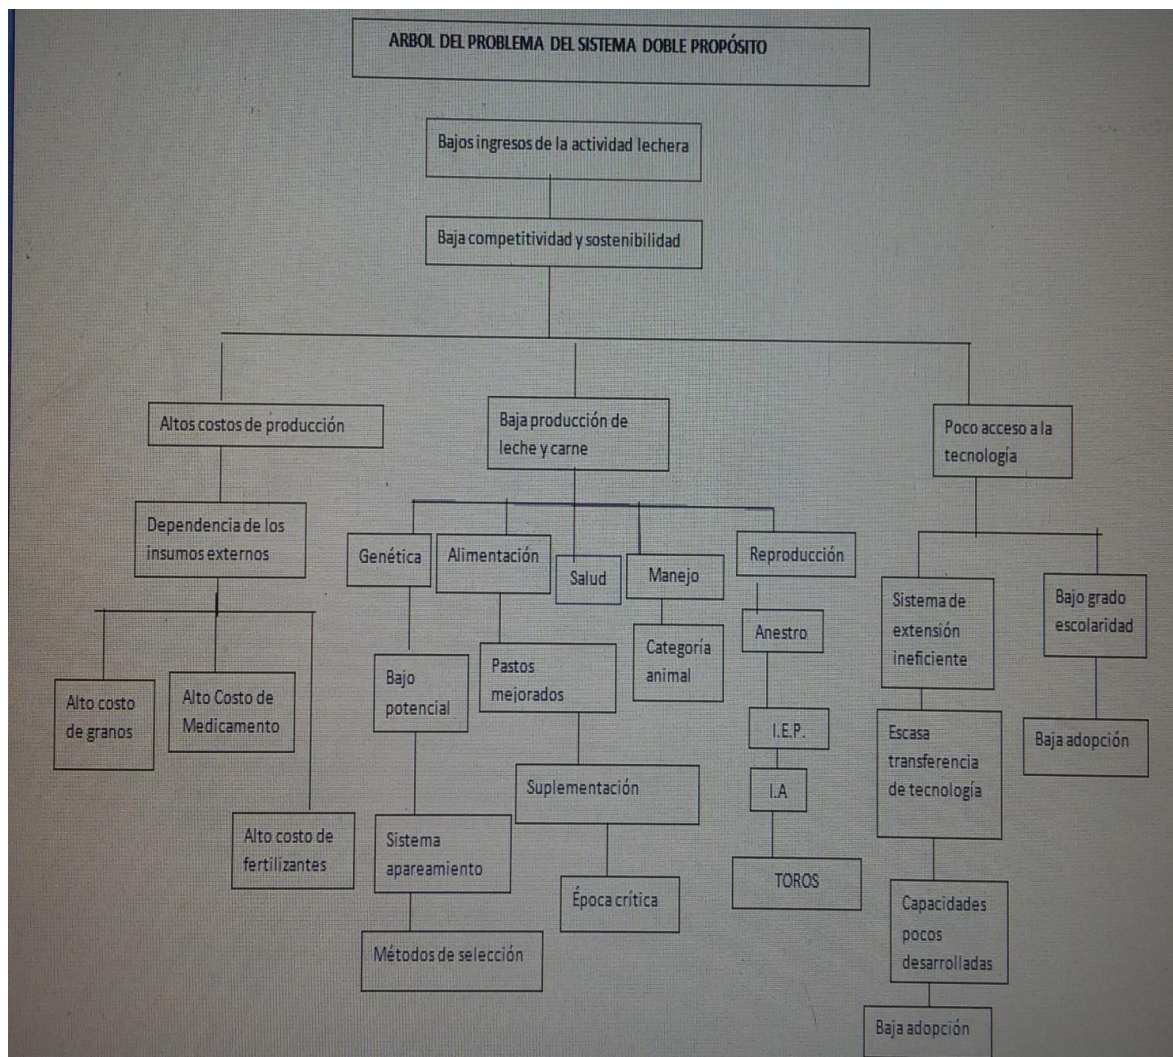 ARBOL DEL PROBLEMA DEL SISTEMA DOBLE PROPÓSITO
Bajos ingresos de la actividad lechera
Baja competitividad y sostenibilidad
Altos costos de producción
Baja producción de
leche y carne
Poco acceso a la
tecnología
Dependencia de los
insumos externos
Genética
Alimentación
Salud
Manejo
Reproducción
Sistema de
extensión
ineficiente
Bajo grado
escolaridad
Alto costo
de granos
Alto Costo de
Medicamento
Alto costo de
fertilizantes
Bajo
potencial
Pastos
mejorados
Categoría
animal
Anestro
I.E.P.
I.A
TOROS
Suplementación
Época crítica
Sistema
apareamiento
Métodos de selección
Escasa
transferencia
de tecnología
Baja adopción
Capacidades
pocos
desarrolladas
Baja adopción